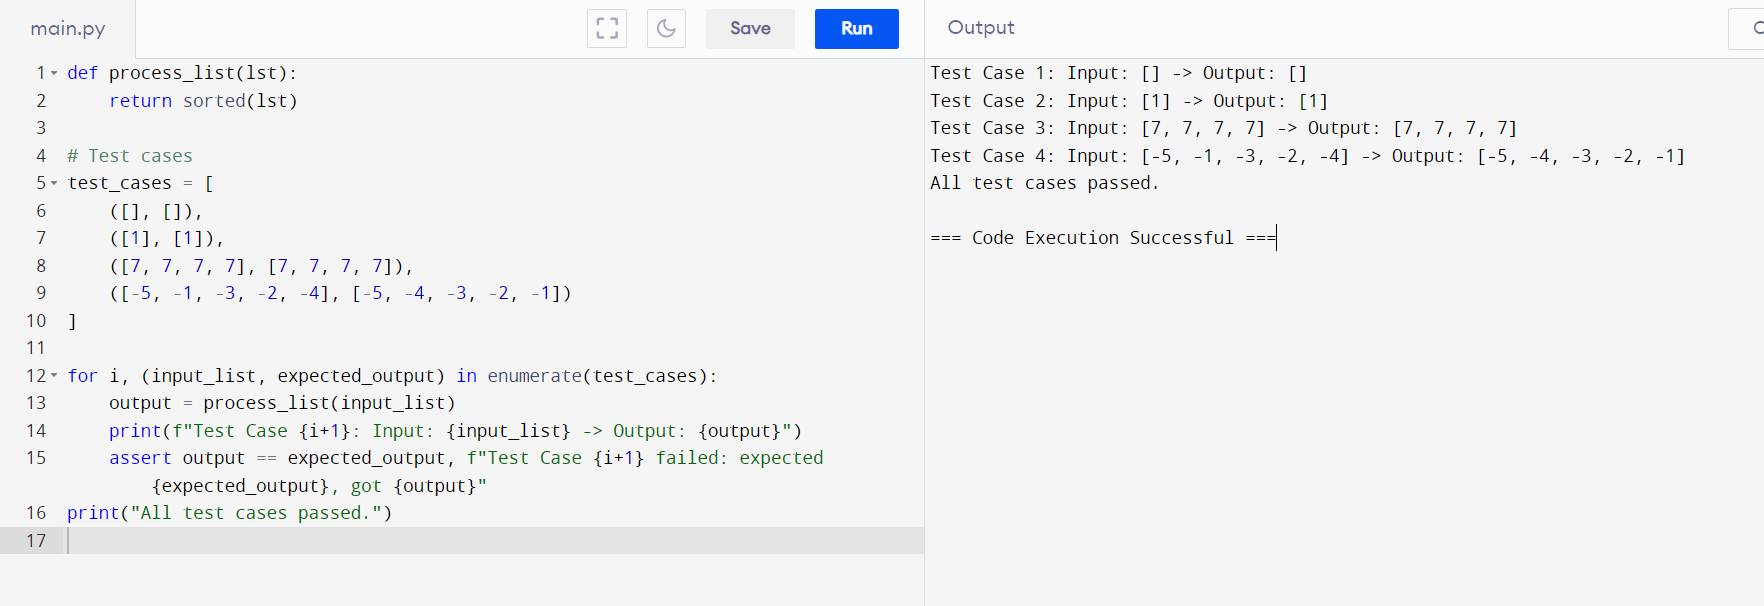 main.py
Save
Run
Output
C
1 def process_list(lst):
2     return sorted(lst)
3
4 # Test cases
5 test_cases = [
6     ([], []),
7     ([1], [1]),
8     ([7, 7, 7, 7], [7, 7, 7, 7]),
9     ([-5, -1, -3, -2, -4], [-5, -4, -3, -2, -1])
10 ]
11
12 for i, (input_list, expected_output) in enumerate(test_cases):
13     output = process_list(input_list)
14     print(f"Test Case {i+1}: Input: {input_list} -> Output: {output}")
15     assert output == expected_output, f"Test Case {i+1} failed: expected
        {expected_output}, got {output}"
16 print("All test cases passed.")
17
Test Case 1: Input: [] -> Output: []
Test Case 2: Input: [1] -> Output: [1]
Test Case 3: Input: [7, 7, 7, 7] -> Output: [7, 7, 7, 7]
Test Case 4: Input: [-5, -1, -3, -2, -4] -> Output: [-5, -4, -3, -2, -1]
All test cases passed.
=== Code Execution Successful ===